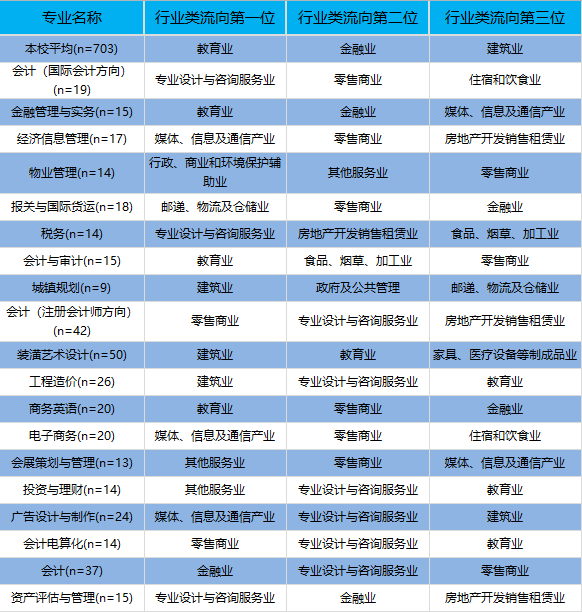 专业名称 行业类流向第一位 行业类流向第二位 行业类流向第三位
本校平均(n=703) 教育业 金融业 建筑业
会计（国际会计方向）
(n=19) 专业设计与咨询服务业 零售商业 住宿和饮食业
金融管理与实务(n=15) 教育业 金融业 媒体、信息及通信产业
经济信息管理(n=17) 媒体、信息及通信产业 零售商业 房地产开发销售租赁业
物业管理(n=14) 行政、商业和环境保护辅
助业 其他服务业 零售商业
报关与国际货运(n=18) 邮递、物流及仓储业 零售商业 金融业
税务(n=14) 专业设计与咨询服务业 房地产开发销售租赁业 食品、烟草、加工业
会计与审计(n=15) 教育业 食品、烟草、加工业 零售商业
城镇规划(n=9) 建筑业 政府及公共管理 邮递、物流及仓储业
会计（注册会计师方向）
(n=42) 零售商业 专业设计与咨询服务业 房地产开发销售租赁业
装潢艺术设计(n=50) 建筑业 教育业 家具、医疗设备等制成品业
工程造价(n=26) 建筑业 专业设计与咨询服务业 教育业
商务英语(n=20) 教育业 零售商业 金融业
电子商务(n=20) 媒体、信息及通信产业 零售商业 住宿和饮食业
会展策划与管理(n=13) 其他服务业 零售商业 媒体、信息及通信产业
投资与理财(n=14) 其他服务业 专业设计与咨询服务业 教育业
广告设计与制作(n=24) 媒体、信息及通信产业 专业设计与咨询服务业 建筑业
会计电算化(n=14) 零售商业 专业设计与咨询服务业 教育业
会计(n=37) 金融业 专业设计与咨询服务业 零售商业
资产评估与管理(n=15) 专业设计与咨询服务业 金融业 房地产开发销售租赁业